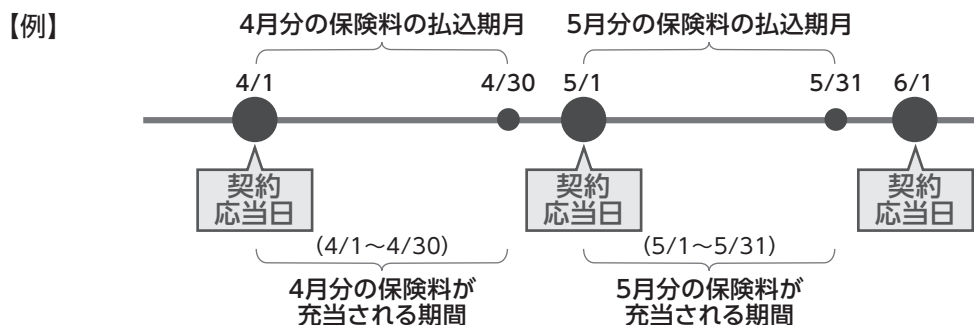 【例】
4月分の保険料の払込期月
5月分の保険料の払込期月
4/1
4/30
5/1
5/31
6/1
契約
応当日
契約
応当日
契約
応当日
(4/1〜4/30)
(5/1〜5/31)
4月分の保険料が
充当される期間
5月分の保険料が
充当される期間